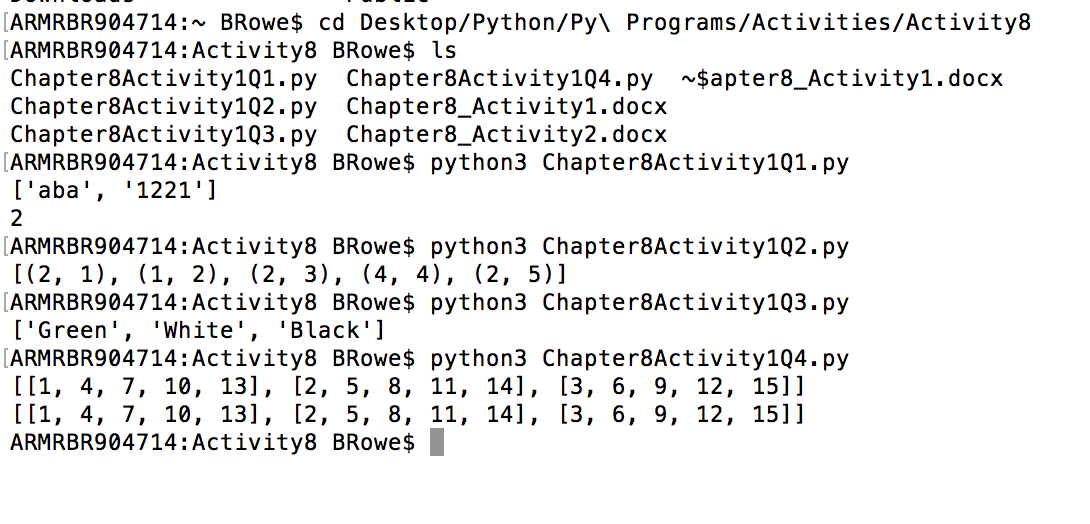 [ARMRBR904714:~ BRowe$ cd Desktop/Python/Py\ Programs/Activities/Activity8
[ARMRBR904714:Activity8 BRowe$ ls
Chapter8Activity1Q1.py  Chapter8Activity1Q4.py  ~$apter8_Activity1.docx
Chapter8Activity1Q2.py  Chapter8_Activity1.docx
Chapter8Activity1Q3.py  Chapter8_Activity2.docx
[ARMRBR904714:Activity8 BRowe$ python3 Chapter8Activity1Q1.py
['aba', '1221']
2
[ARMRBR904714:Activity8 BRowe$ python3 Chapter8Activity1Q2.py
[(2, 1), (1, 2), (2, 3), (4, 4), (2, 5)]
[ARMRBR904714:Activity8 BRowe$ python3 Chapter8Activity1Q3.py
['Green', 'White', 'Black']
[ARMRBR904714:Activity8 BRowe$ python3 Chapter8Activity1Q4.py
[[1, 4, 7, 10, 13], [2, 5, 8, 11, 14], [3, 6, 9, 12, 15]]
[[1, 4, 7, 10, 13], [2, 5, 8, 11, 14], [3, 6, 9, 12, 15]]
ARMRBR904714:Activity8 BRowe$